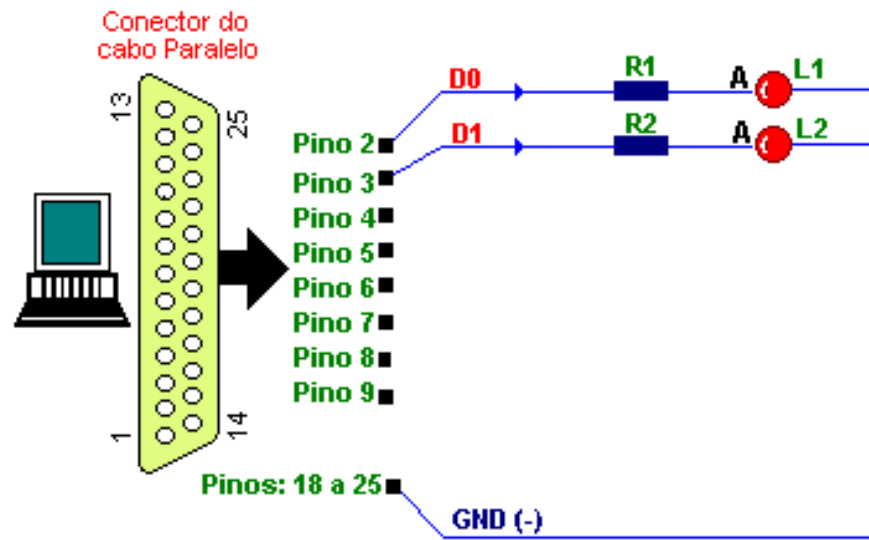 Conector do
cabo Paralelo
13
25
1
14
Pino 2
Pino 3
Pino 4
Pino 5
Pino 6
Pino 7
Pino 8
Pino 9
Pinos: 18 a 25
D0
R1
A
L1
D1
R2
A
L2
GND (-)